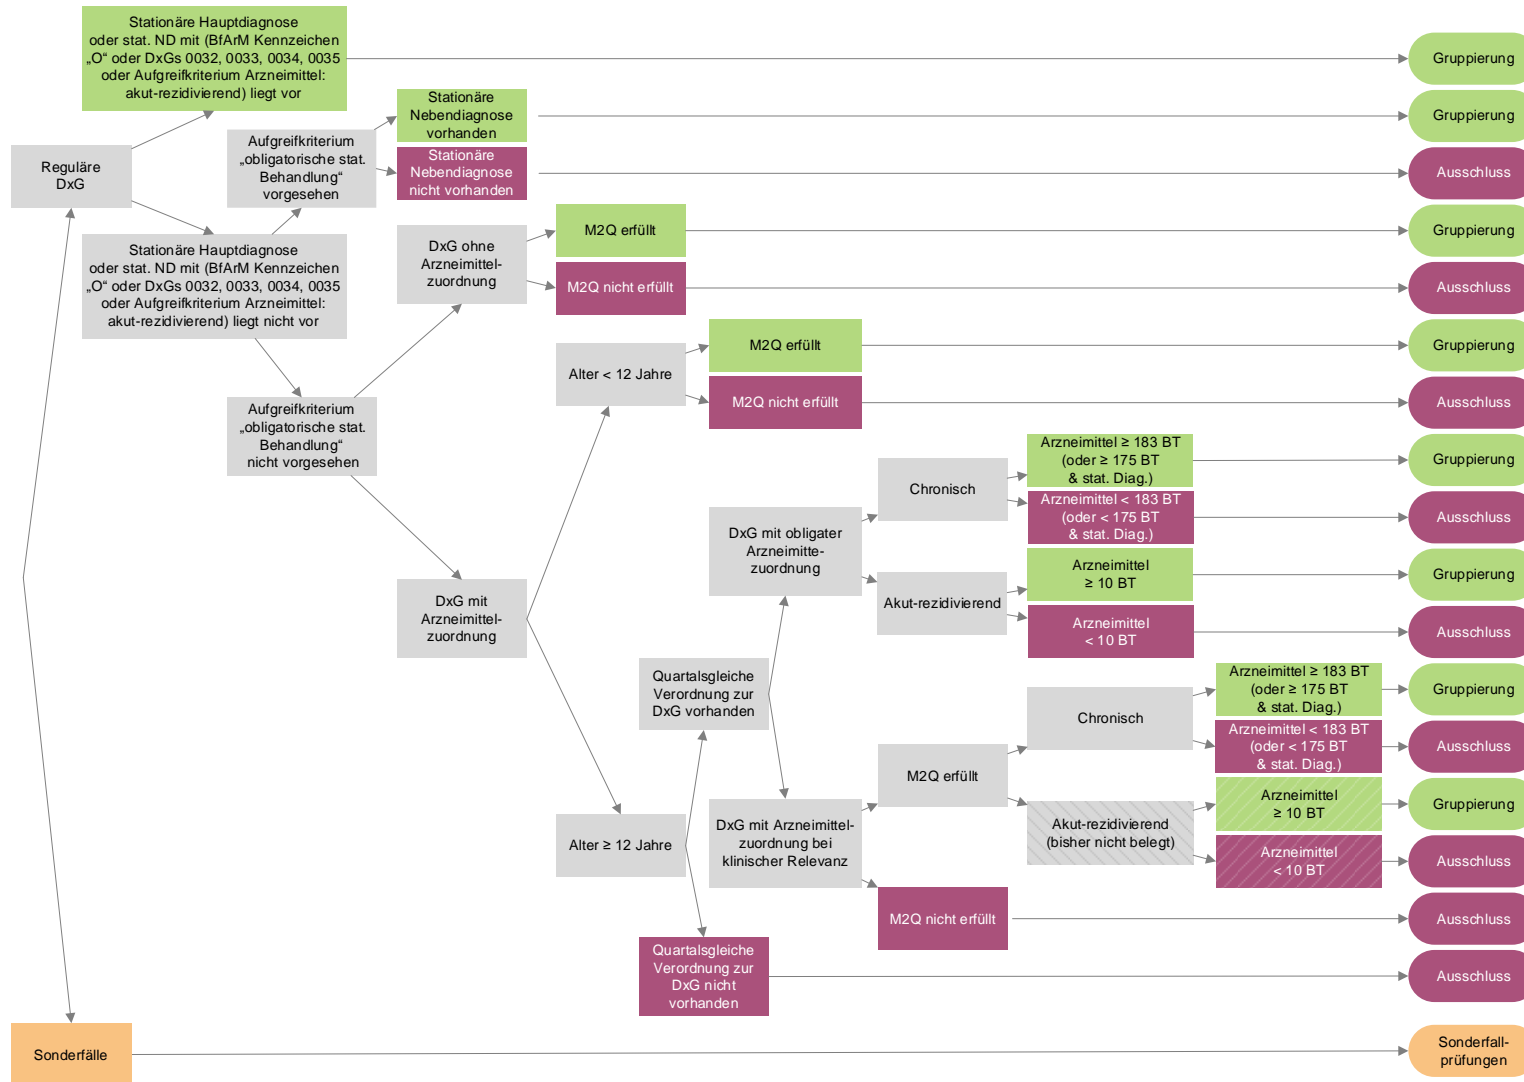 Stationäre Hauptdiagnose
oder stat. ND mit (BfArM Kennzeichen
„O“ oder DxGs 0032, 0033, 0034, 0035
oder Aufgreifkriterium Arzneimittel:
akut-rezidivierend) liegt vor
Gruppierung
Stationäre
Nebendiagnose
vorhanden
Gruppierung
Reguläre
DxG
Aufgreifkriterium
„obligatorische stat.
Behandlung“
vorgesehen
Stationäre
Nebendiagnose
nicht vorhanden
Ausschluss
Stationäre Hauptdiagnose
oder stat. ND mit (BfArM Kennzeichen
„O“ oder DxGs 0032, 0033, 0034, 0035
oder Aufgreifkriterium Arzneimittel:
akut-rezidivierend) liegt nicht vor
DxG ohne
Arzneimittel-
zuordnung
M2Q erfüllt
Gruppierung
M2Q nicht erfüllt
Ausschluss
Alter < 12 Jahre
M2Q erfüllt
Gruppierung
M2Q nicht erfüllt
Ausschluss
Aufgreifkriterium
„obligatorische stat.
Behandlung“
nicht vorgesehen
Chronisch
Arzneimittel ≥ 183 BT
(oder ≥ 175 BT
& stat. Diag.)
Gruppierung
Arzneimittel < 183 BT
(oder < 175 BT
& stat. Diag.)
Ausschluss
DxG mit obligater
Arzneimitte-
zuordnung
DxG mit
Arzneimittel-
zuordnung
Akut-rezidivierend
Arzneimittel
≥ 10 BT
Gruppierung
Arzneimittel
< 10 BT
Ausschluss
Quartalsgleiche
Verordnung zur
DxG vorhanden
Chronisch
Arzneimittel ≥ 183 BT
(oder ≥ 175 BT
& stat. Diag.)
Gruppierung
Arzneimittel < 183 BT
(oder < 175 BT
& stat. Diag.)
Ausschluss
M2Q erfüllt
Alter ≥ 12 Jahre
DxG mit Arzneimittel-
zuordnung bei
klinischer Relevanz
Akut-rezidivierend
(bisher nicht belegt)
Arzneimittel
≥ 10 BT
Gruppierung
Arzneimittel
< 10 BT
Ausschluss
M2Q nicht erfüllt
Ausschluss
Quartalsgleiche
Verordnung zur
DxG nicht
vorhanden
Ausschluss
Sonderfälle
Sonderfall-
prüfungen